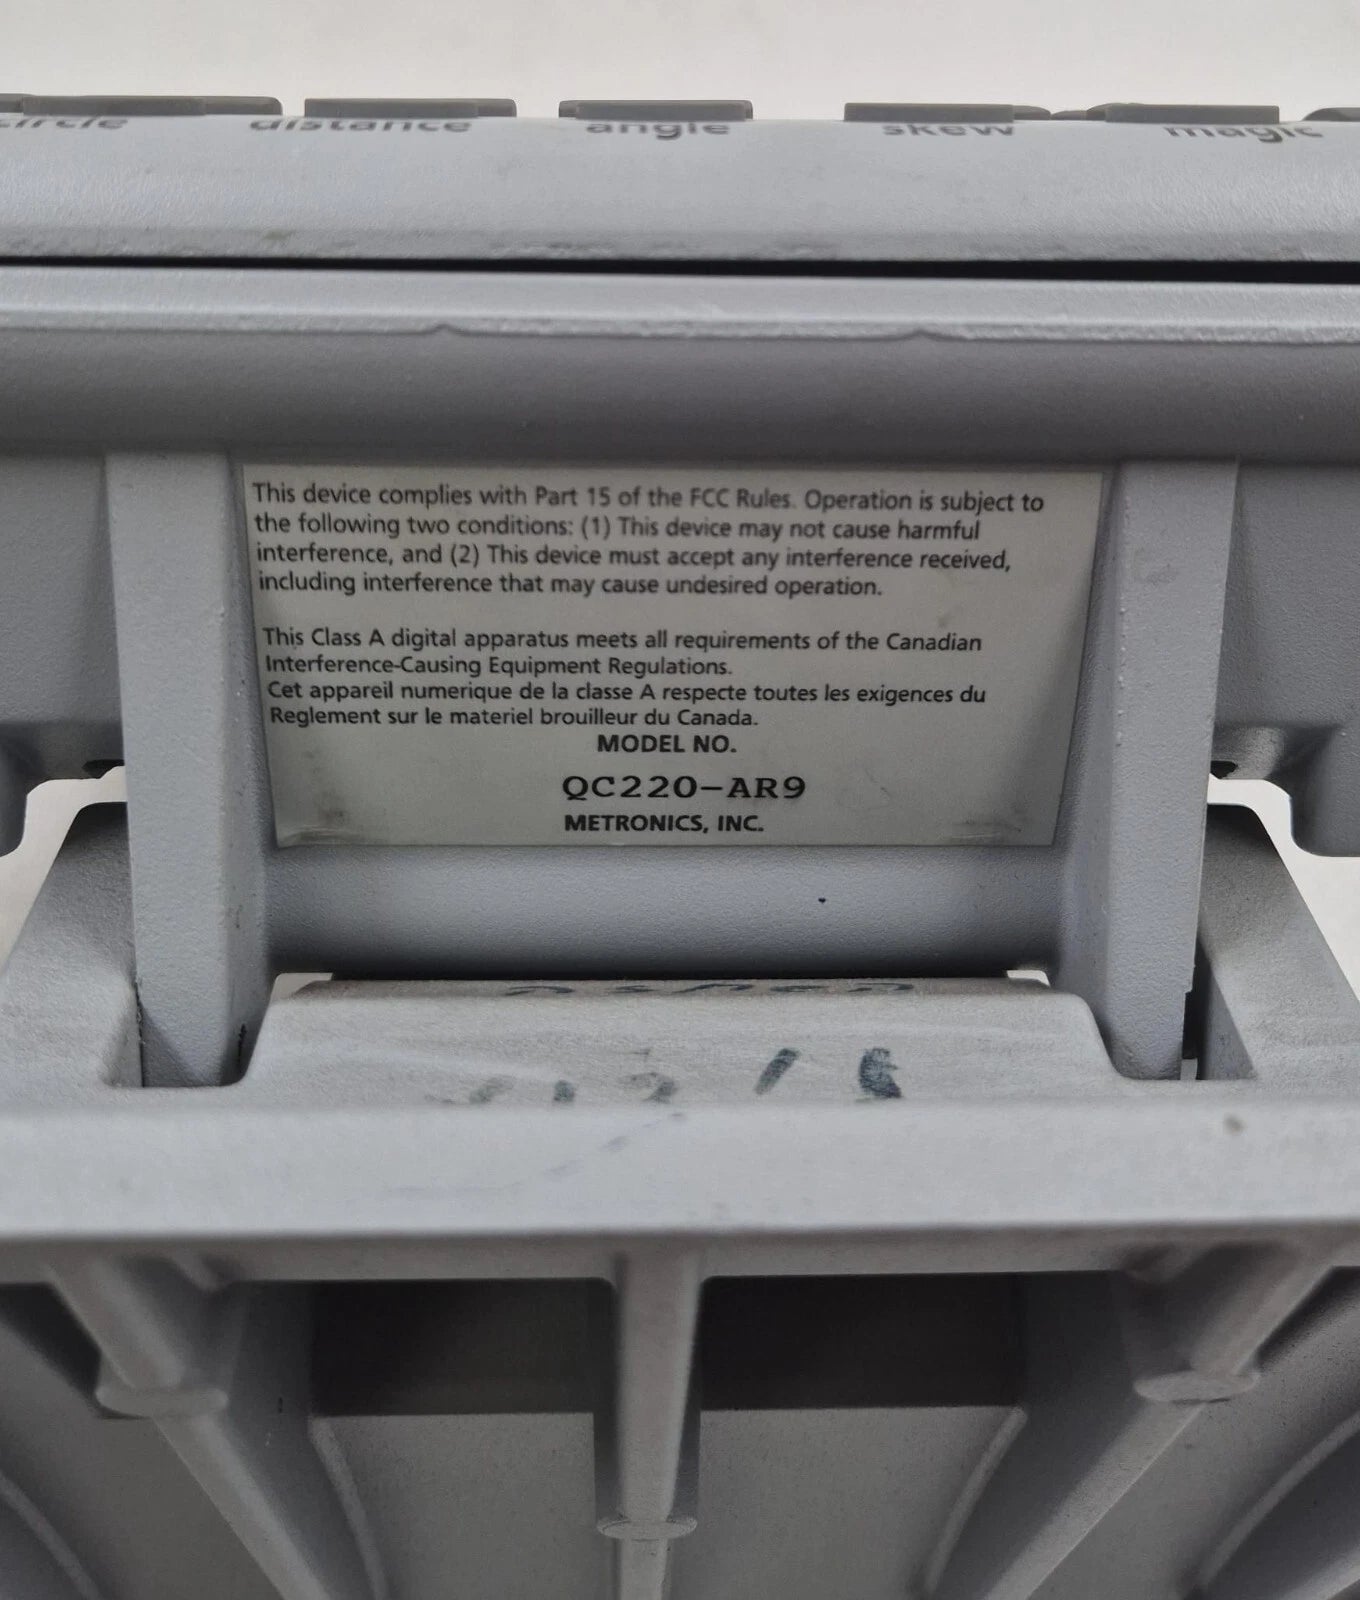 circle distance angle skew magic
This device complies with Part 15 of the FCC Rules. Operation is subject to
the following two conditions: (1) This device may not cause harmful
interference, and (2) This device must accept any interference received,
including interference that may cause undesired operation.
This Class A digital apparatus meets all requirements of the Canadian
Interference-Causing Equipment Regulations.
Cet appareil numerique de la classe A respecte toutes les exigences du
Reglement sur le materiel brouilleur du Canada.
MODEL NO.
QC220-AR9
METRONICS, INC.